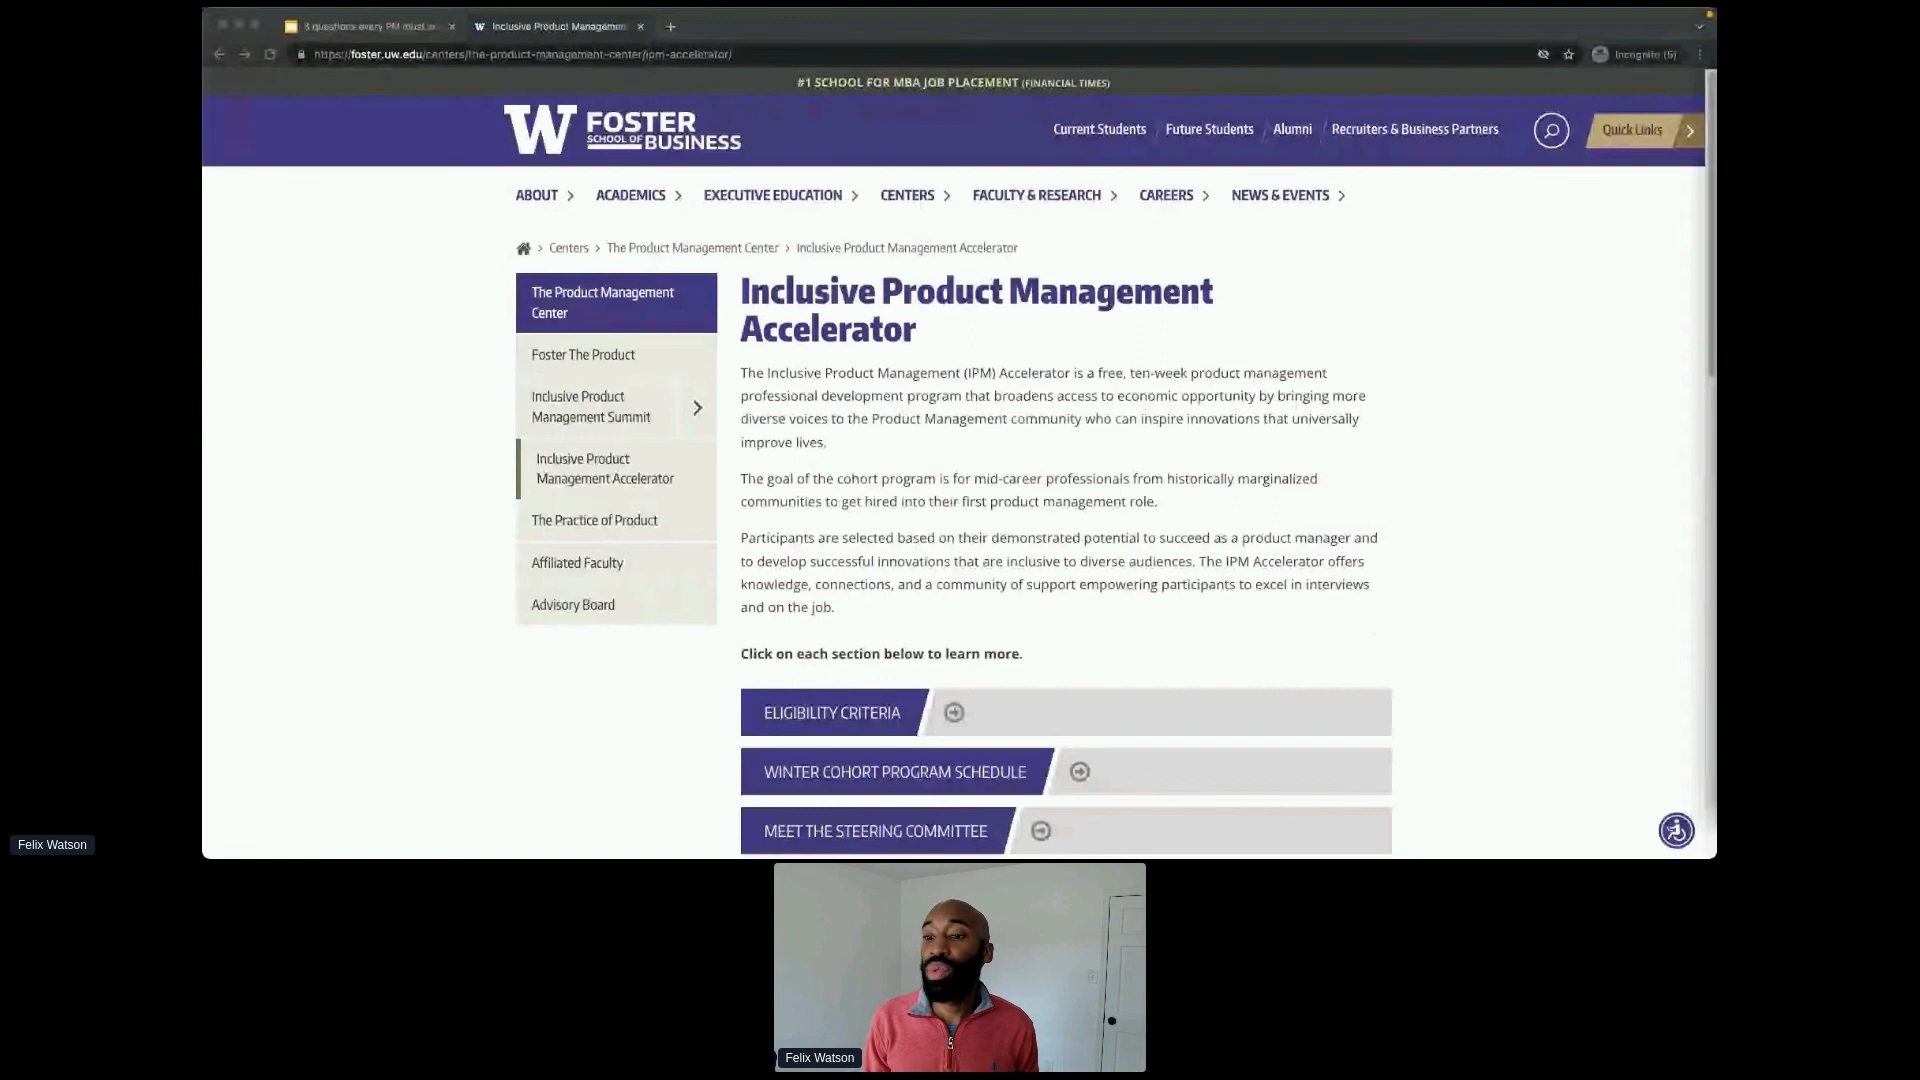 6 questions every PM must
Inclusive Product Managemen
https://foster.uw.edu/centers/the-product-management-center/ipm-accelerator/
Incognito (5)
#1 SCHOOL FOR MBA JOB PLACEMENT (FINANCIAL TIMES)
W FOSTER
SCHOOL OF BUSINESS
Current Students
Future Students
Alumni
Recruiters & Business Partners
Quick Links
ABOUT
ACADEMICS
EXECUTIVE EDUCATION
CENTERS
FACULTY & RESEARCH
CAREERS
NEWS & EVENTS
> Centers > The Product Management Center > Inclusive Product Management Accelerator
The Product Management
Center
Foster The Product
Inclusive Product
Management Summit
Inclusive Product
Management Accelerator
The Practice of Product
Affiliated Faculty
Advisory Board
Inclusive Product Management
Accelerator
The Inclusive Product Management (IPM) Accelerator is a free, ten-week product management
professional development program that broadens access to economic opportunity by bringing more
diverse voices to the Product Management community who can inspire innovations that universally
improve lives.
The goal of the cohort program is for mid-career professionals from historically marginalized
communities to get hired into their first product management role.
Participants are selected based on their demonstrated potential to succeed as a product manager and
to develop successful innovations that are inclusive to diverse audiences. The IPM Accelerator offers
knowledge, connections, and a community of support empowering participants to excel in interviews
and on the job.
Click on each section below to learn more.
ELIGIBILITY CRITERIA
WINTER COHORT PROGRAM SCHEDULE
MEET THE STEERING COMMITTEE
Felix Watson
Felix Watson